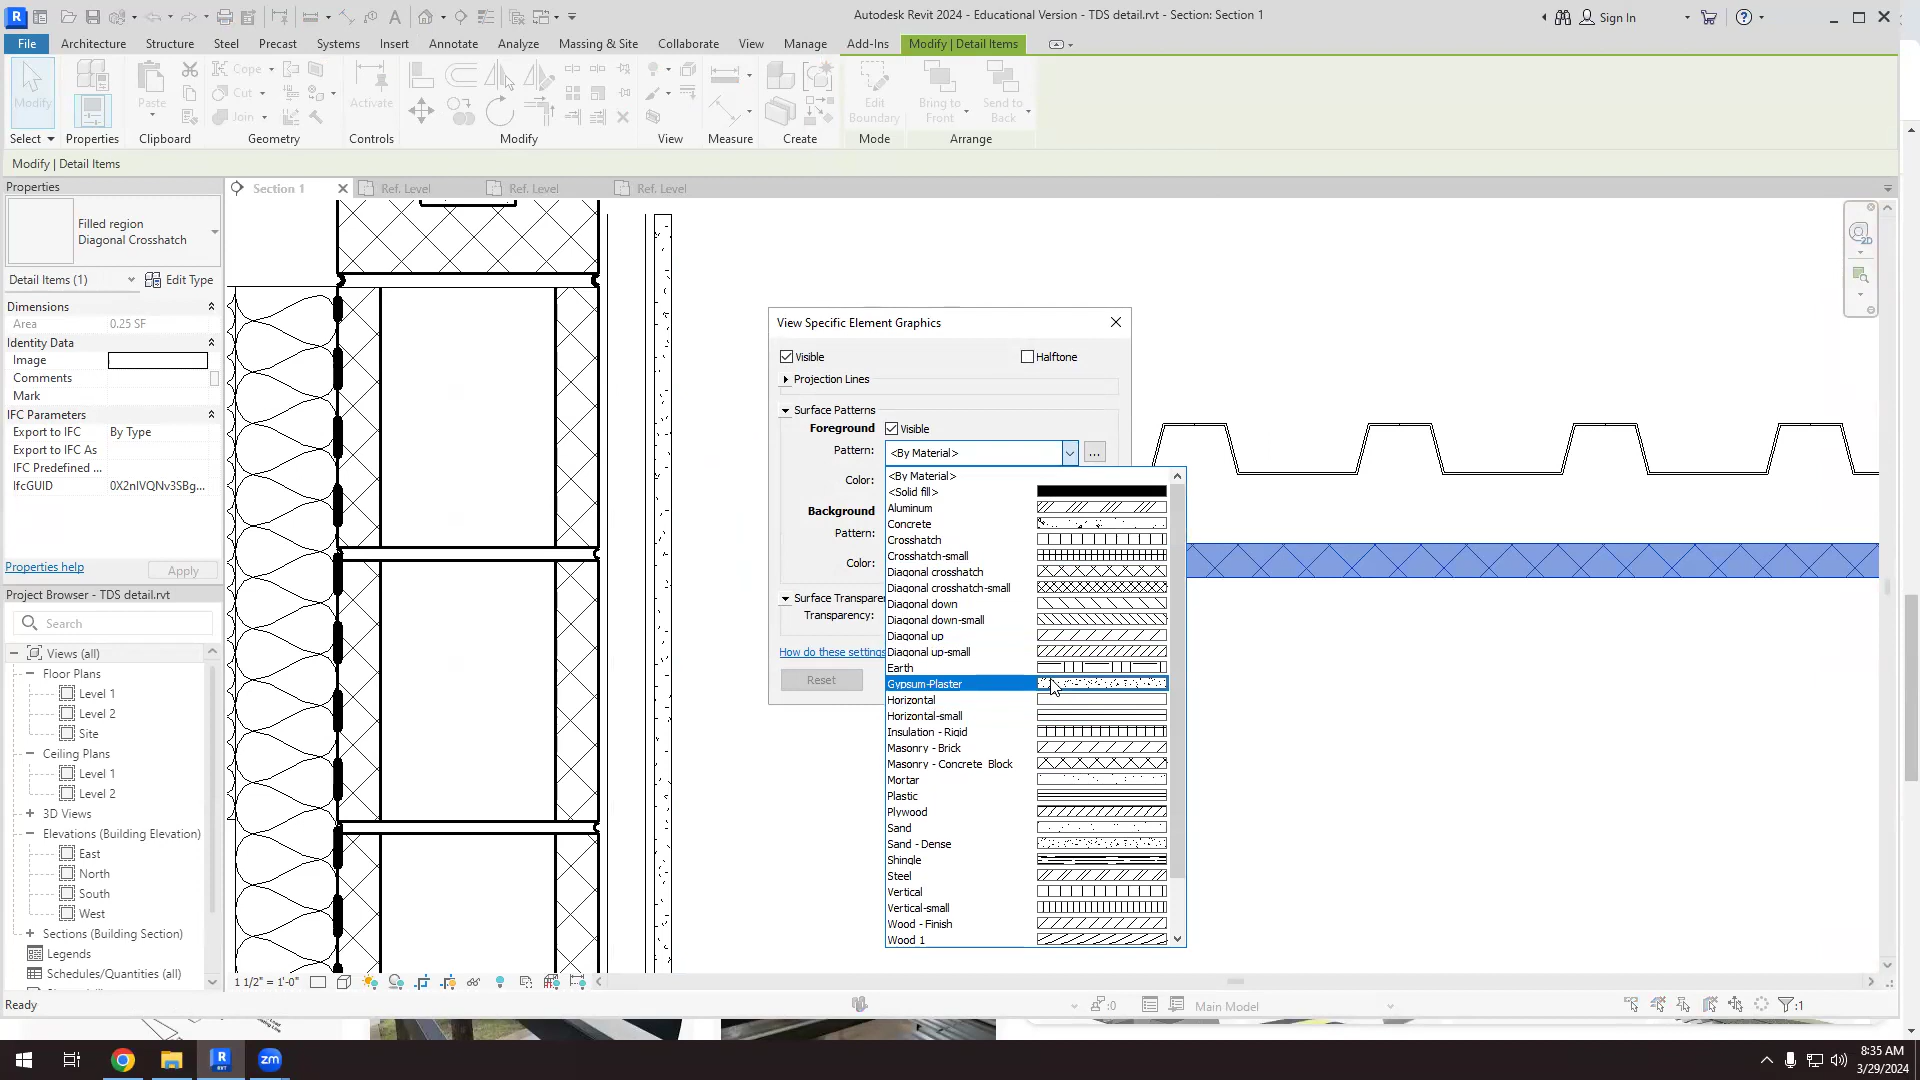 Autodesk Revit 2024 - Educational Version - TDS detail.rvt - Section: Section 1
Sign In
File
Architecture
Structure
Steel
Precast
Systems
Insert
Annotate
Analyze
Massing & Site
Collaborate
View
Manage
Add-Ins
Modify | Detail Items
Modify
Paste
Cope
Cut
Join
Activate
Edit
Boundary
Bring to
Front
Send to
Back
Select
Properties
Clipboard
Geometry
Controls
Modify
View
Measure
Create
Mode
Arrange
Modify | Detail Items
Properties
Section 1
Ref. Level
Ref. Level
Ref. Level
Filled region
Diagonal Crosshatch
Detail Items (1)
Edit Type
Dimensions
Area
0.25 SF
Identity Data
Image
Comments
Mark
IFC Parameters
Export to IFC
By Type
Export to IFC As
IFC Predefined ...
IfcGUID
0X2nlVQNv3SBg...
Properties help
Apply
Project Browser - TDS detail.rvt
Search
Views (all)
Floor Plans
Level 1
Level 2
Site
Ceiling Plans
Level 1
Level 2
3D Views
Elevations (Building Elevation)
East
North
South
West
Sections (Building Section)
Legends
Schedules/Quantities (all)
View Specific Element Graphics
Visible
Halftone
Projection Lines
Surface Patterns
Foreground
Visible
Pattern:
<By Material>
...
Color:
Background
Pattern:
Color:
Surface Transparen
Transparency:
How do these settings
Reset
<By Material>
<Solid fill>
Aluminum
Concrete
Crosshatch
Crosshatch-small
Diagonal crosshatch
Diagonal crosshatch-small
Diagonal down
Diagonal down-small
Diagonal up
Diagonal up-small
Earth
Gypsum-Plaster
Horizontal
Horizontal-small
Insulation - Rigid
Masonry - Brick
Masonry - Concrete Block
Mortar
Plastic
Plywood
Sand
Sand - Dense
Shingle
Steel
Vertical
Vertical-small
Wood - Finish
Wood 1
1 1/2" = 1'-0"
Ready
:0
Main Model
:1
zm
8:35 AM
3/29/2024